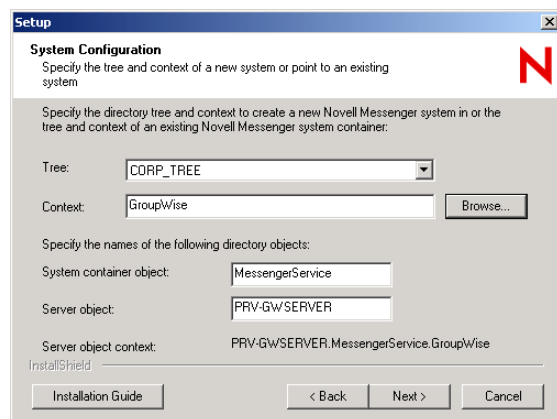 Setup
System Configuration
Specify the tree and context of a new system or point to an existing
system
N
Specify the directory tree and context to create a new Novell Messenger system in or the
tree and context of an existing Novell Messenger system container:
Tree: CORP_TREE
Context: GroupWise Browse...
Specify the names of the following directory objects:
System container object: MessengerService
Server object: PRV-GWSERVER
Server object context: PRV-GWSERVER.MessengerService.GroupWise
InstallShield
Installation Guide < Back Next > Cancel